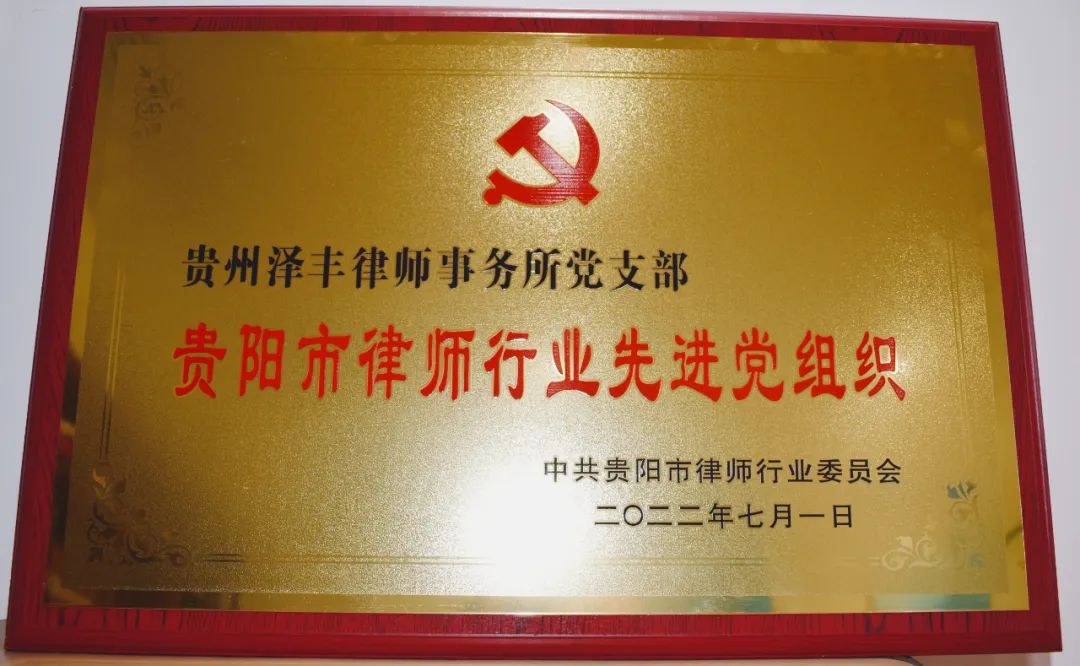 贵州泽丰律师事务所党支部
贵阳市律师行业先进党组织
中共贵阳市律师行业委员会
二〇二二年七月一日